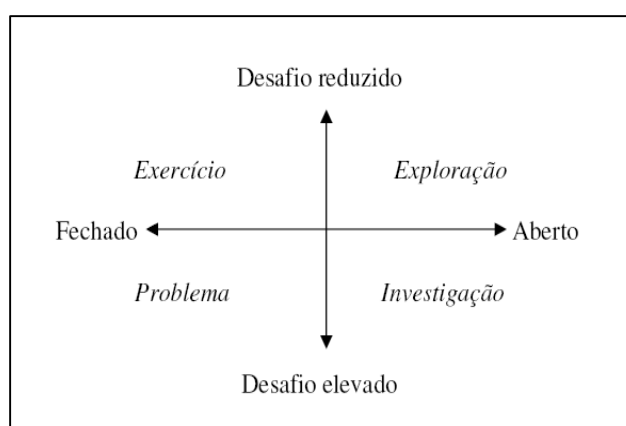 Desafio reduzido
Exercício
Exploração
Fechado
Aberto
Problema
Investigação
Desafio elevado